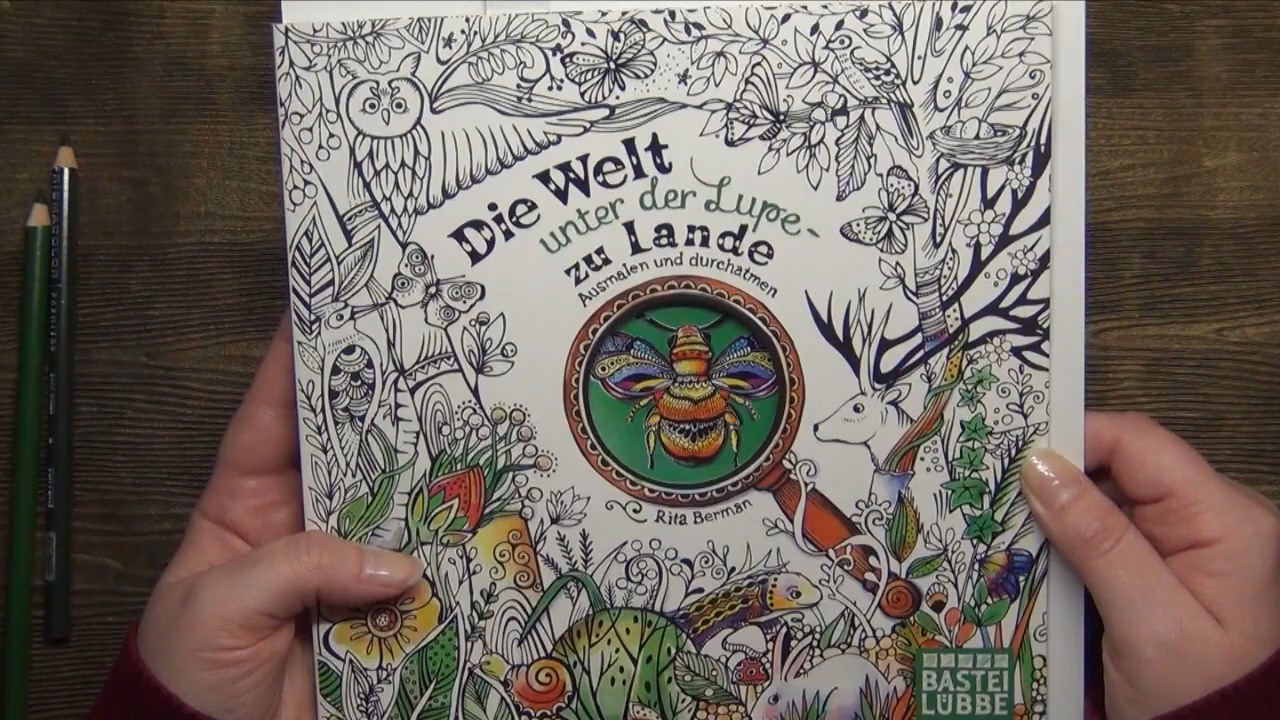 Die Welt
unter der Lupe-
zu Lande
Ausmalen und durchatmen
Rita Berman
BASTEI
LÜBBE